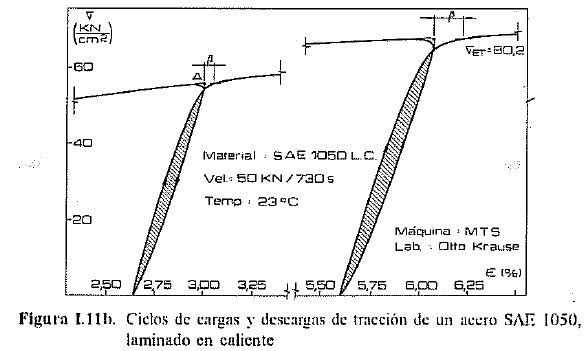 σ̄
(KN/cm²)
60
40
20
Δ
β
β
σ̄ET=80,2
Material : SAE 1050 L.C.
Vel.: 50 KN/730 s
Temp : 23ºC
Máquina : MTS
Lab. : Otto Krause
ε (%)
2,50 2,75 3,00 3,25 5,50 5,75 6,00 6,25
Figura I.11b. Ciclos de cargas y descargas de tracción de un acero SAE 1050,
laminado en caliente